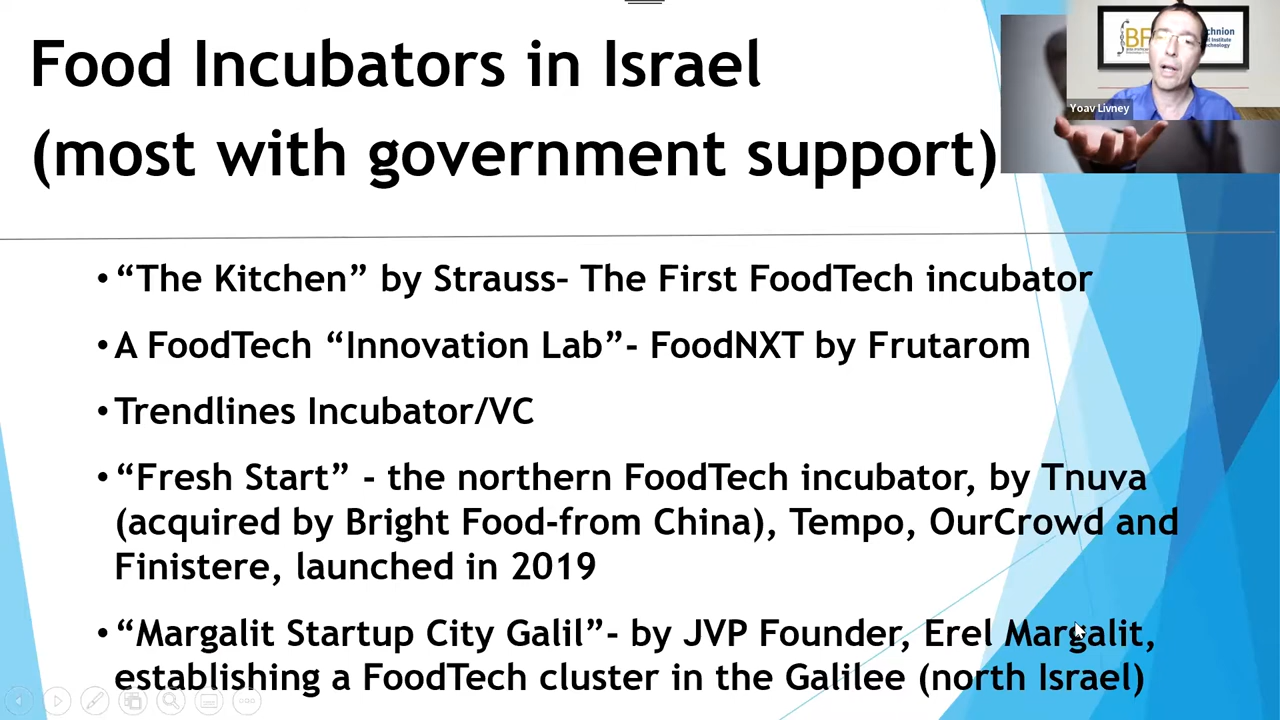 Food Incubators in Israel
(most with government support)
BF
chnion
Yoav Livney
• “The Kitchen” by Strauss– The First FoodTech incubator
• A FoodTech “Innovation Lab”- FoodNXT by Frutarom
• Trendlines Incubator/VC
• “Fresh Start” - the northern FoodTech incubator, by Tnuva
(acquired by Bright Food-from China), Tempo, OurCrowd and
Finistere, launched in 2019
• “Margalit Startup City Galil”- by JVP Founder, Erel Margalit,
establishing a FoodTech cluster in the Galilee (north Israel)